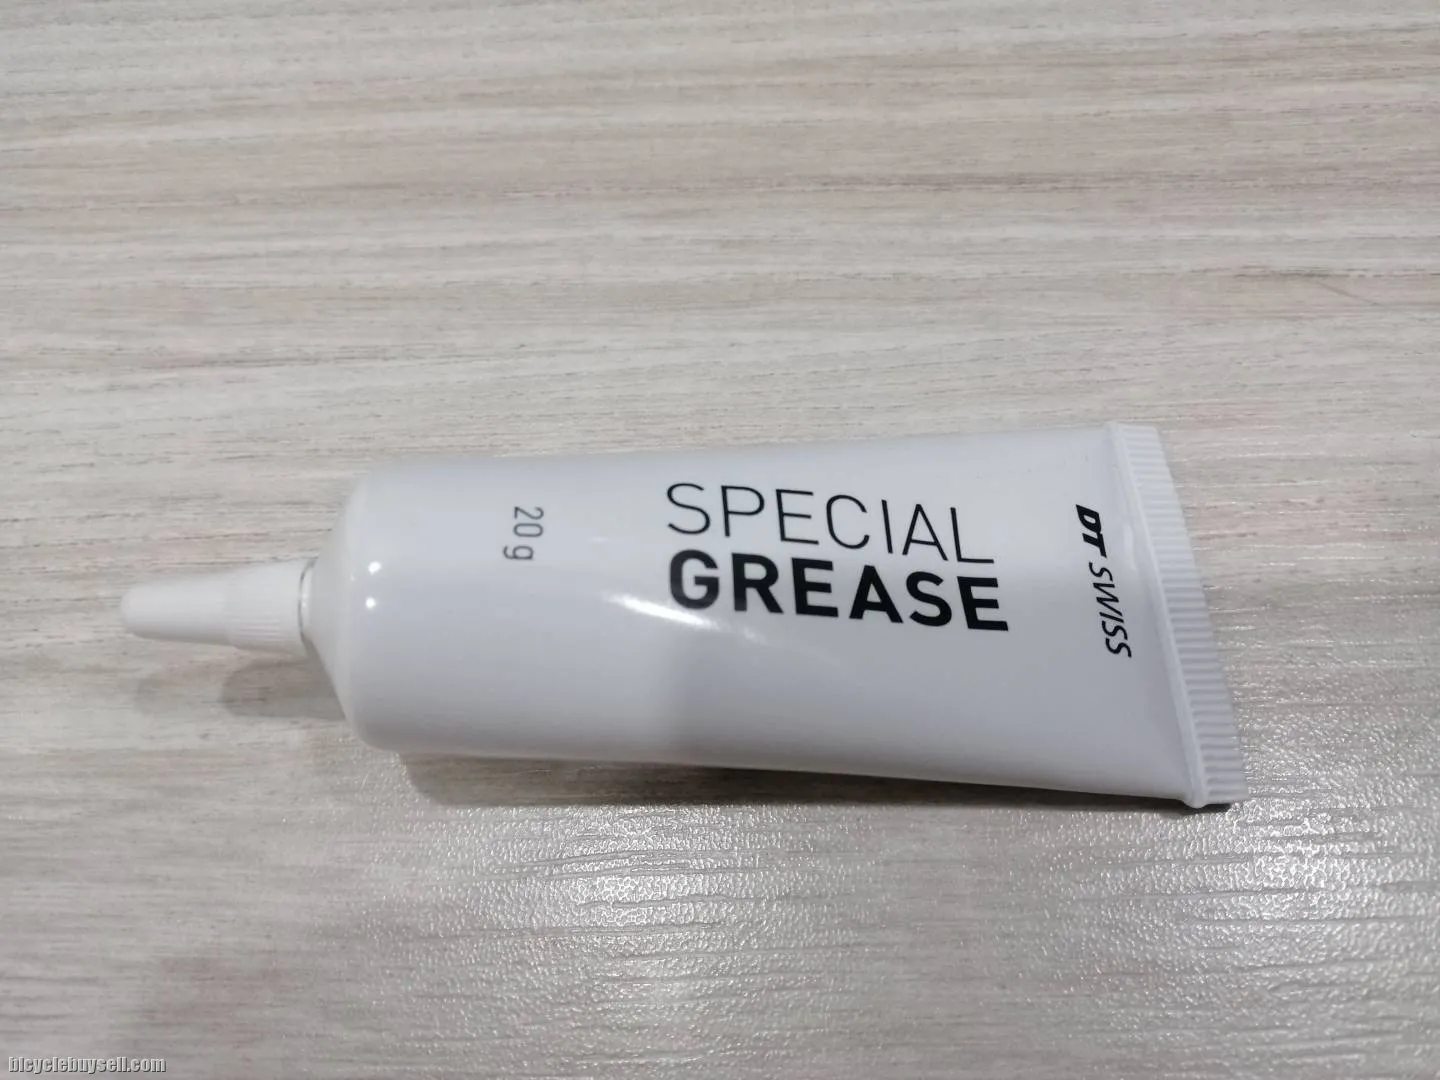 SPECIAL
GREASE
20 g
DT SWISS
bicyclebuysell.com